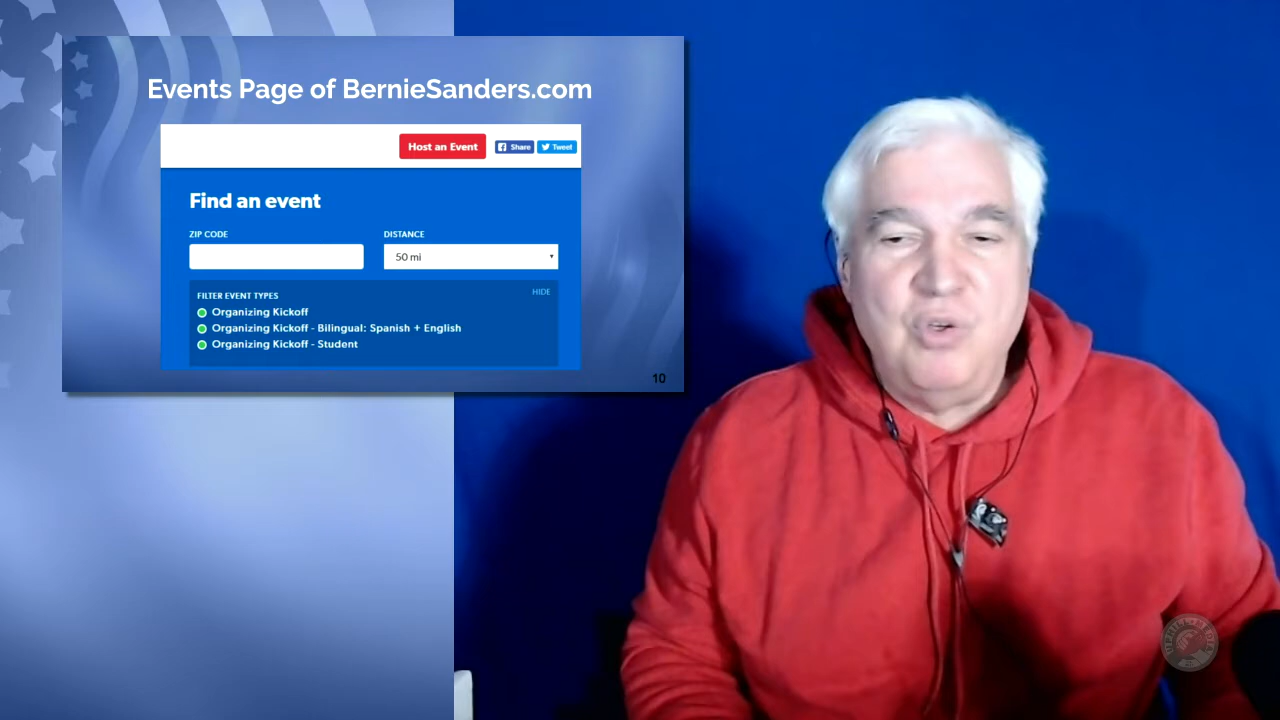 Events Page of BernieSanders.com
Host an Event
Share
Tweet
Find an event
ZIP CODE
DISTANCE
50 mi
FILTER EVENT TYPES
HIDE
Organizing Kickoff
Organizing Kickoff - Bilingual: Spanish + English
Organizing Kickoff - Student
10